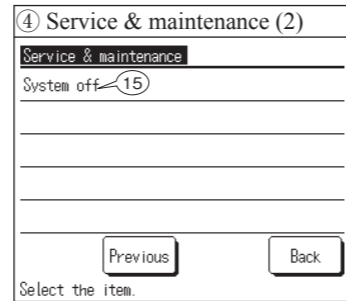 ④ Service & maintenance (2)
Service & maintenance
System off ⑮
Previous Back
Select the item.